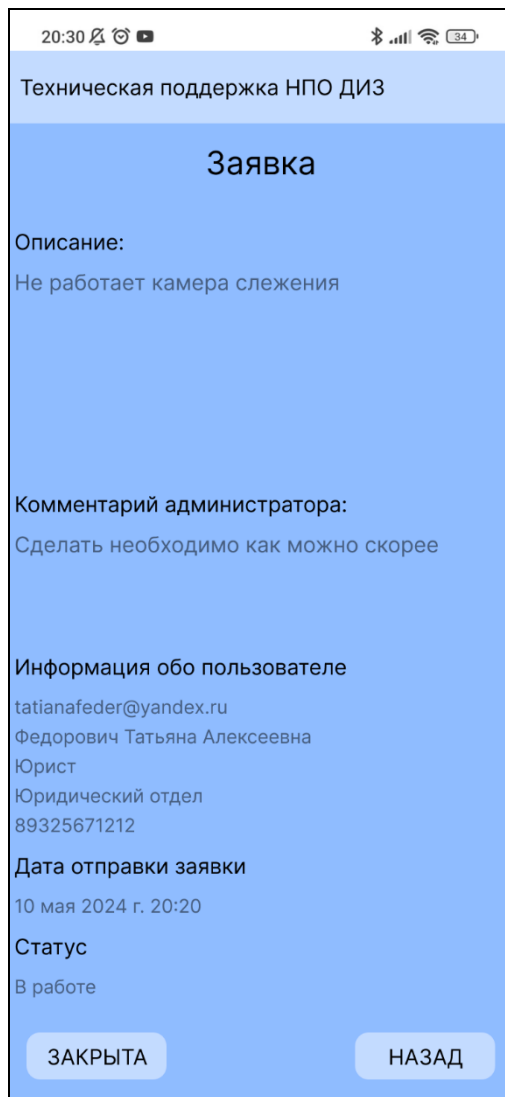 20:30
34
Техническая поддержка НПО ДИЗ
Заявка
Описание:
Не работает камера слежения
Комментарий администратора:
Сделать необходимо как можно скорее
Информация обо пользователе
tatianafeder@yandex.ru
Федорович Татьяна Алексеевна
Юрист
Юридический отдел
89325671212
Дата отправки заявки
10 мая 2024 г. 20:20
Статус
В работе
ЗАКРЫТА НАЗАД